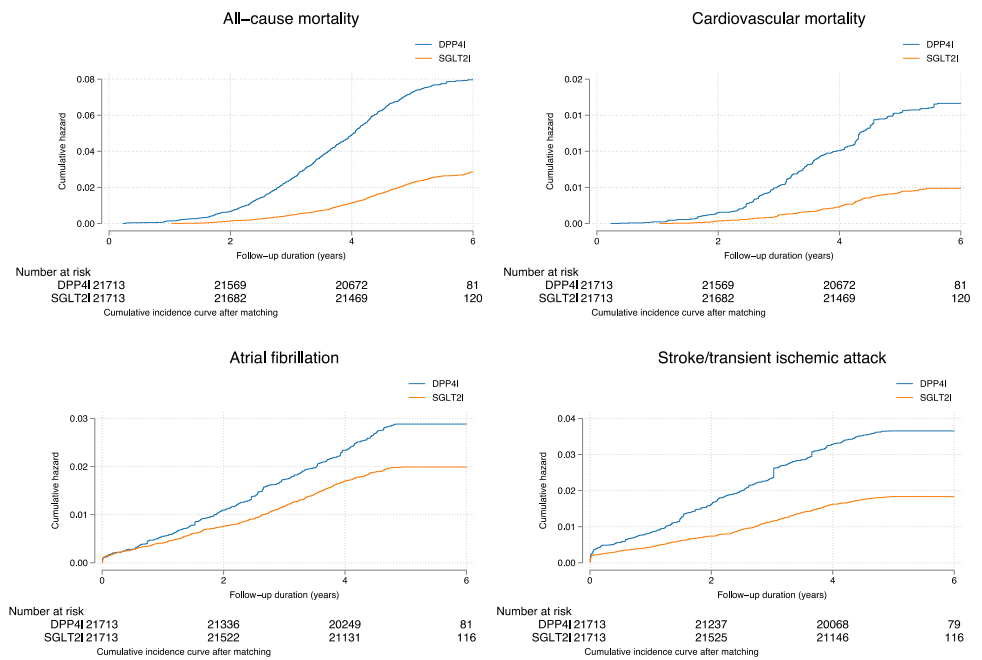 All-cause mortality
DPP4I
SGLT2I
0.08
0.06
0.04
0.02
0.00
Cumulative hazard
0 2 4 6
Follow-up duration (years)
Number at risk
DPP4I 21713 21569 20672 81
SGLT2I 21713 21682 21469 120
Cumulative incidence curve after matching
Cardiovascular mortality
DPP4I
SGLT2I
0.02
0.01
0.01
0.01
0.00
Cumulative hazard
0 2 4 6
Follow-up duration (years)
Number at risk
DPP4I 21713 21569 20672 81
SGLT2I 21713 21682 21469 120
Cumulative incidence curve after matching
Atrial fibrillation
DPP4I
SGLT2I
0.03
0.02
0.01
0.00
Cumulative hazard
0 2 4 6
Follow-up duration (years)
Number at risk
DPP4I 21713 21336 20249 81
SGLT2I 21713 21522 21131 116
Cumulative incidence curve after matching
Stroke/transient ischemic attack
DPP4I
SGLT2I
0.04
0.03
0.02
0.01
0.00
Cumulative hazard
0 2 4 6
Follow-up duration (years)
Number at risk
DPP4I 21713 21237 20068 79
SGLT2I 21713 21525 21146 116
Cumulative incidence curve after matching